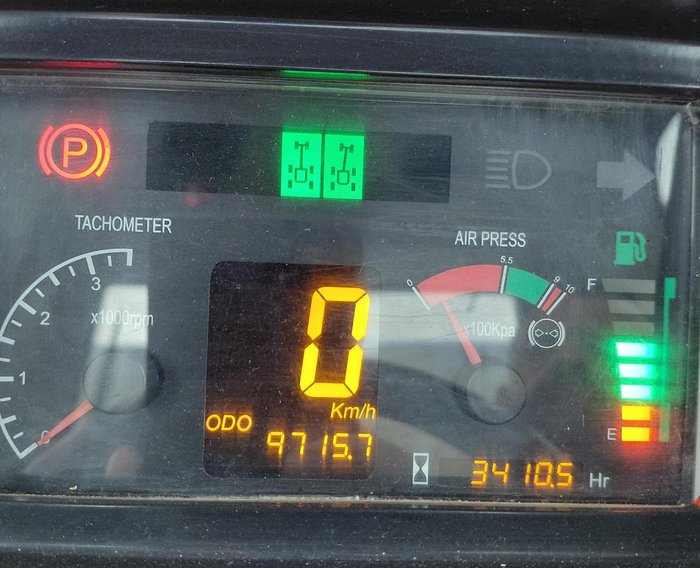 P
TACHOMETER
AIR PRESS
0
5.5
9
10
F
3
2
x1000rpm
x100Kpa
1
0
0
Km/h
ODO
9715.7
E
3410.5 Hr